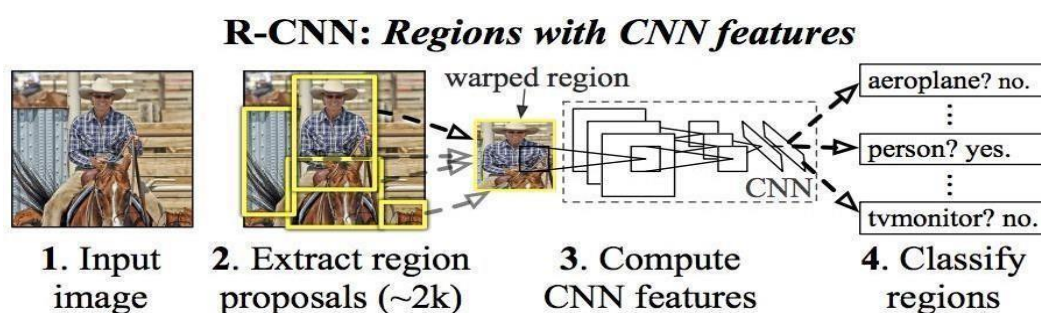 R-CNN: Regions with CNN features
warped region
aeroplane? no.
⋮
person? yes.
⋮
tvmonitor? no.
CNN
1. Input
image
2. Extract region
proposals (~2k)
3. Compute
CNN features
4. Classify
regions